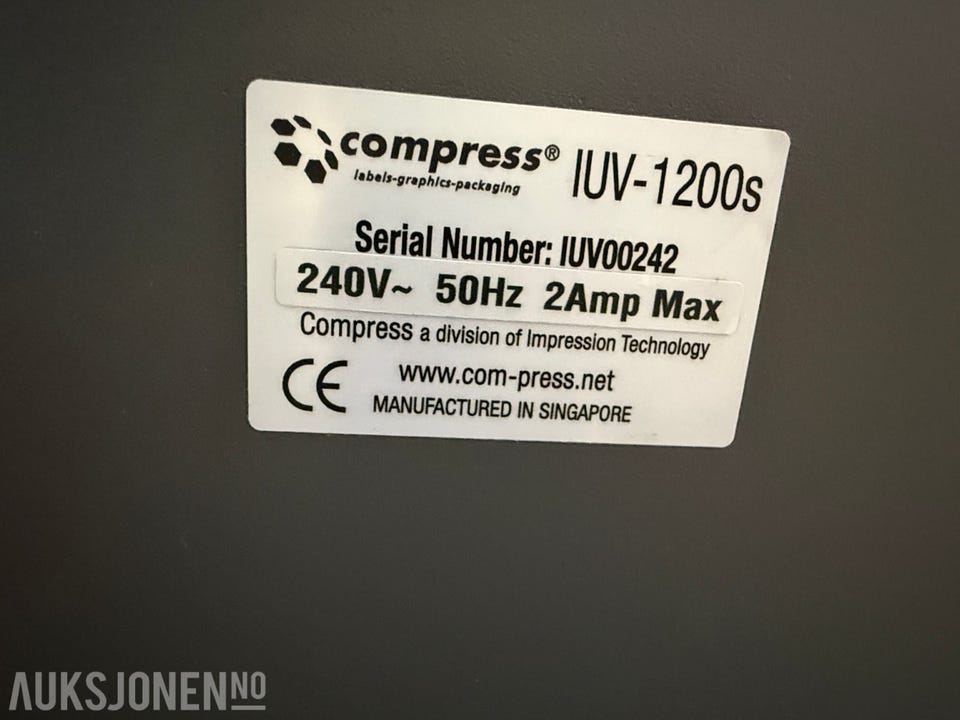 compress® IUV-1200s
labels-graphics-packaging
Serial Number: IUV00242
240V~ 50Hz 2Amp Max
Compress a division of Impression Technology
www.com-press.net
CE MANUFACTURED IN SINGAPORE
AUKSJONEN.NO